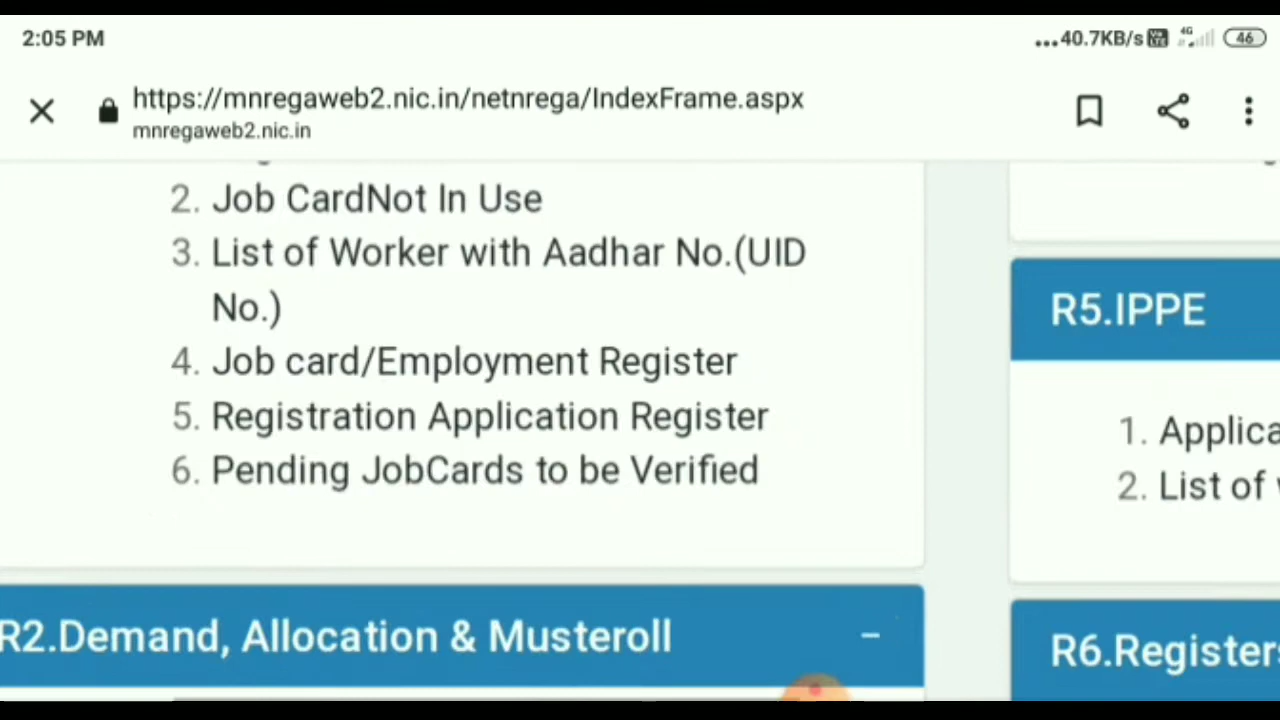 2:05 PM
...40.7KB/s 4G 46
https://mnregaweb2.nic.in/netnrega/IndexFrame.aspx
mnregaweb2.nic.in
2. Job CardNot In Use
3. List of Worker with Aadhar No.(UID
No.)
4. Job card/Employment Register
5. Registration Application Register
6. Pending JobCards to be Verified
R2.Demand, Allocation & Musteroll
R5.IPPE
1. Applica
2. List of
R6.Registers